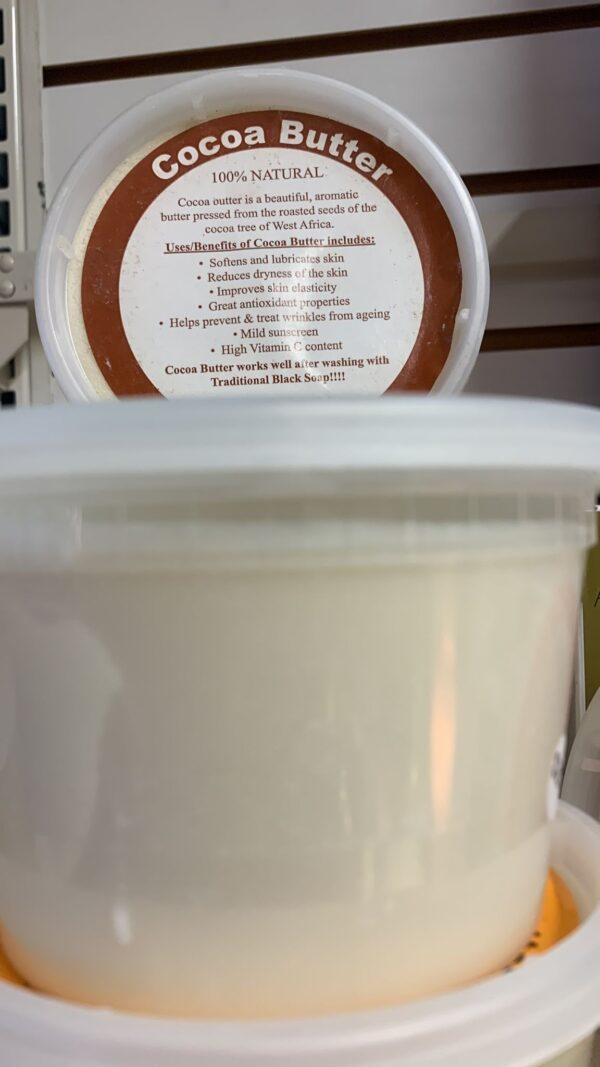 Cocoa Butter
100% NATURAL
Cocoa outter is a beautiful, aromatic
butter pressed from the roasted seeds of the
cocoa tree of West Africa.
Uses/Benefits of Cocoa Butter includes:
• Softens and lubricates skin
• Reduces dryness of the skin
• Improves skin elasticity
• Great antioxidant properties
• Helps prevent & treat wrinkles from ageing
• Mild sunscreen
• High Vitamin C content
Cocoa Butter works well after washing with
Traditional Black Soap!!!!